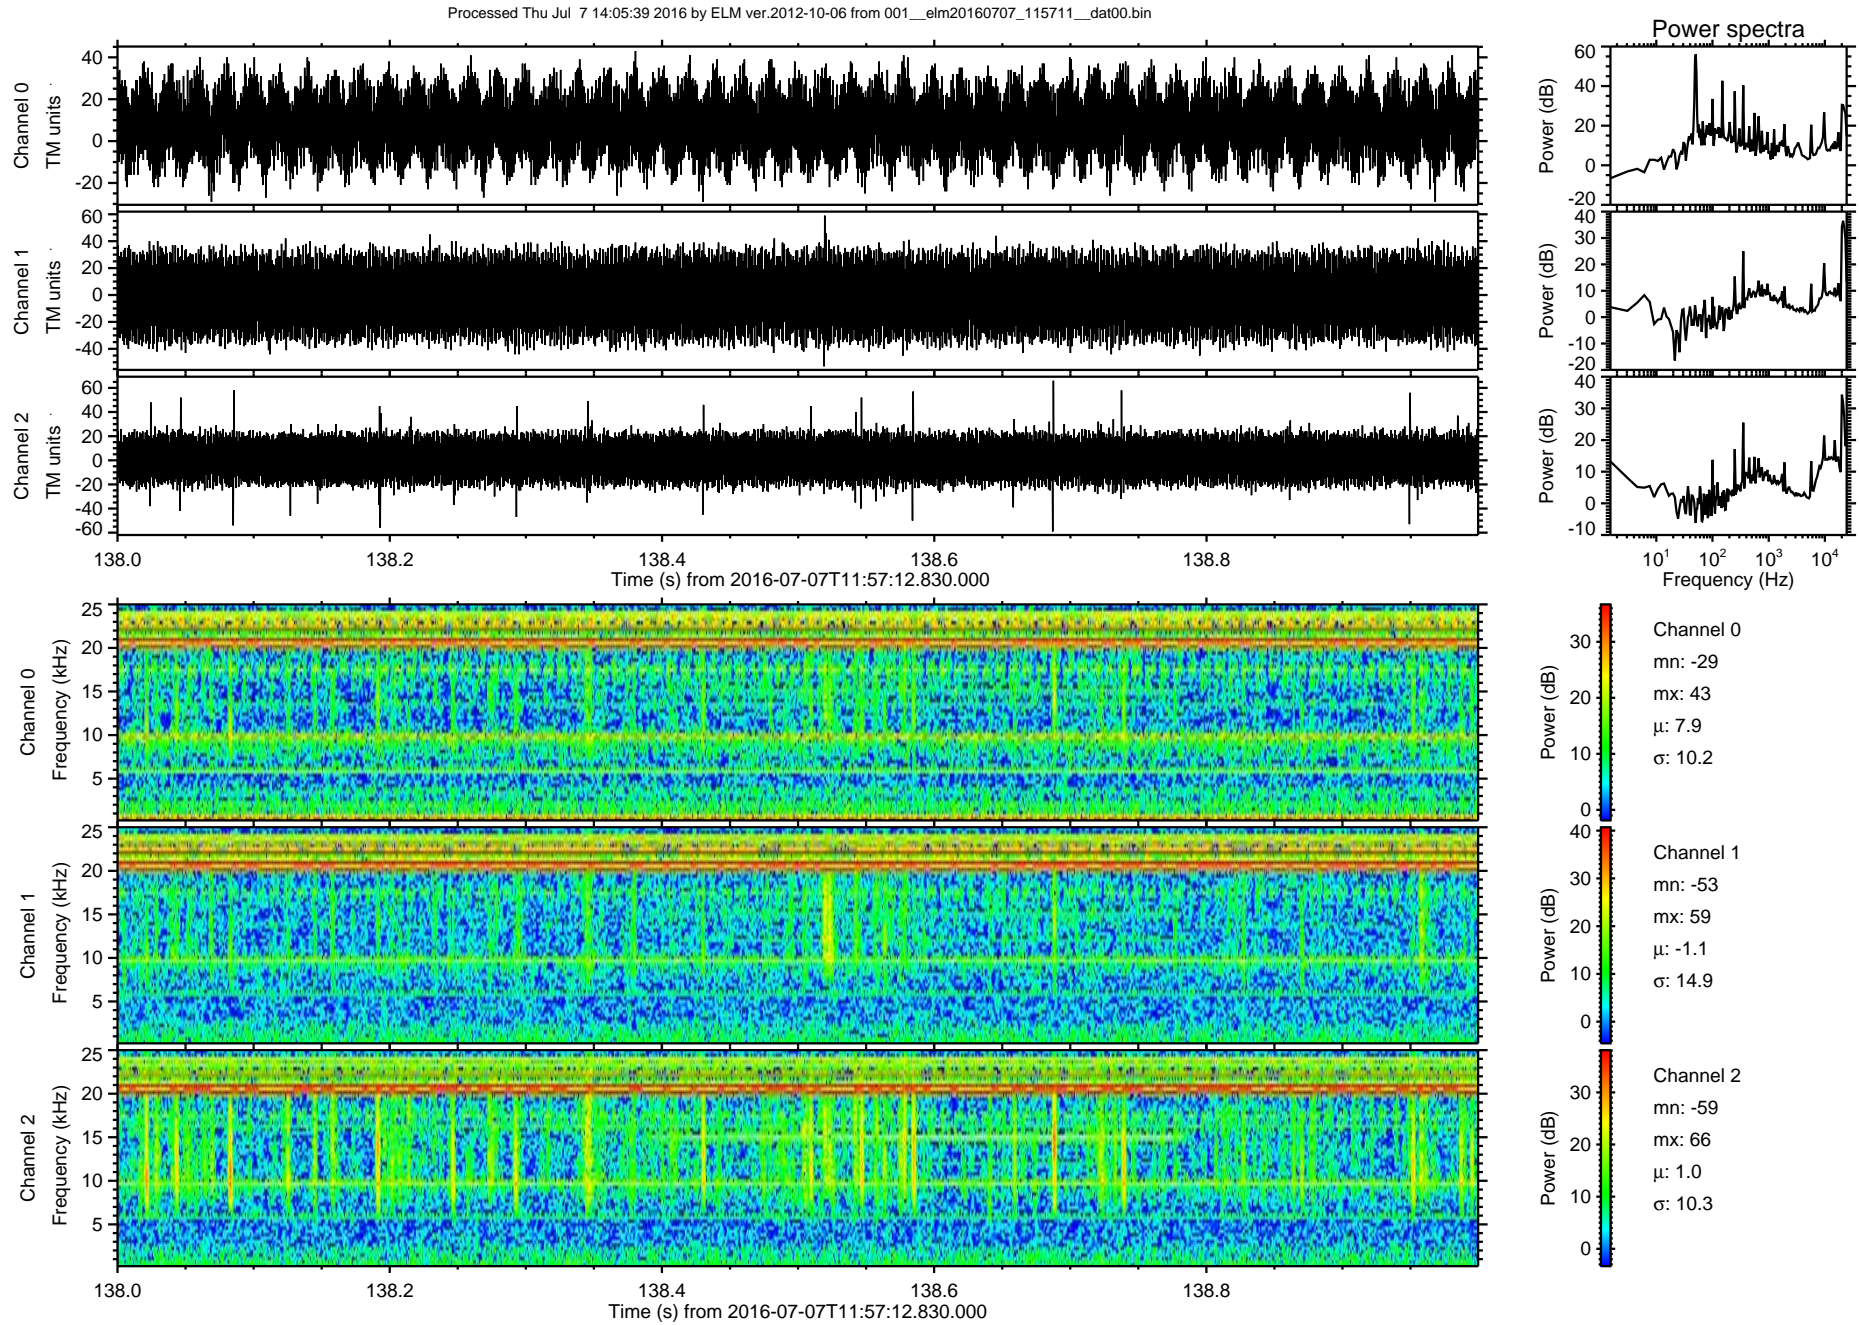 Processed Thu Jul 7 14:05:39 2016 by ELM ver.2012-10-06 from 001__elm20160707_115711__dat00.bin
Power spectra
Channel 0
TM units
40
20
0
-20
Power (dB)
60
40
20
0
-20
Channel 1
TM units
60
40
20
0
-20
-40
Power (dB)
40
30
20
10
0
-10
-20
Channel 2
TM units
60
40
20
0
-20
-40
-60
Power (dB)
40
30
20
10
0
-10
138.0 138.2 138.4 138.6 138.8
Time (s) from 2016-07-07T11:57:12.830.000
10¹ 10² 10³ 10⁴
Frequency (Hz)
Channel 0
Frequency (kHz)
25
20
15
10
5
Power (dB)
30
20
10
0
Channel 0
mn: -29
mx: 43
μ: 7.9
σ: 10.2
Channel 1
Frequency (kHz)
25
20
15
10
5
Power (dB)
40
30
20
10
0
Channel 1
mn: -53
mx: 59
μ: -1.1
σ: 14.9
Channel 2
Frequency (kHz)
25
20
15
10
5
Power (dB)
30
20
10
0
Channel 2
mn: -59
mx: 66
μ: 1.0
σ: 10.3
138.0 138.2 138.4 138.6 138.8
Time (s) from 2016-07-07T11:57:12.830.000